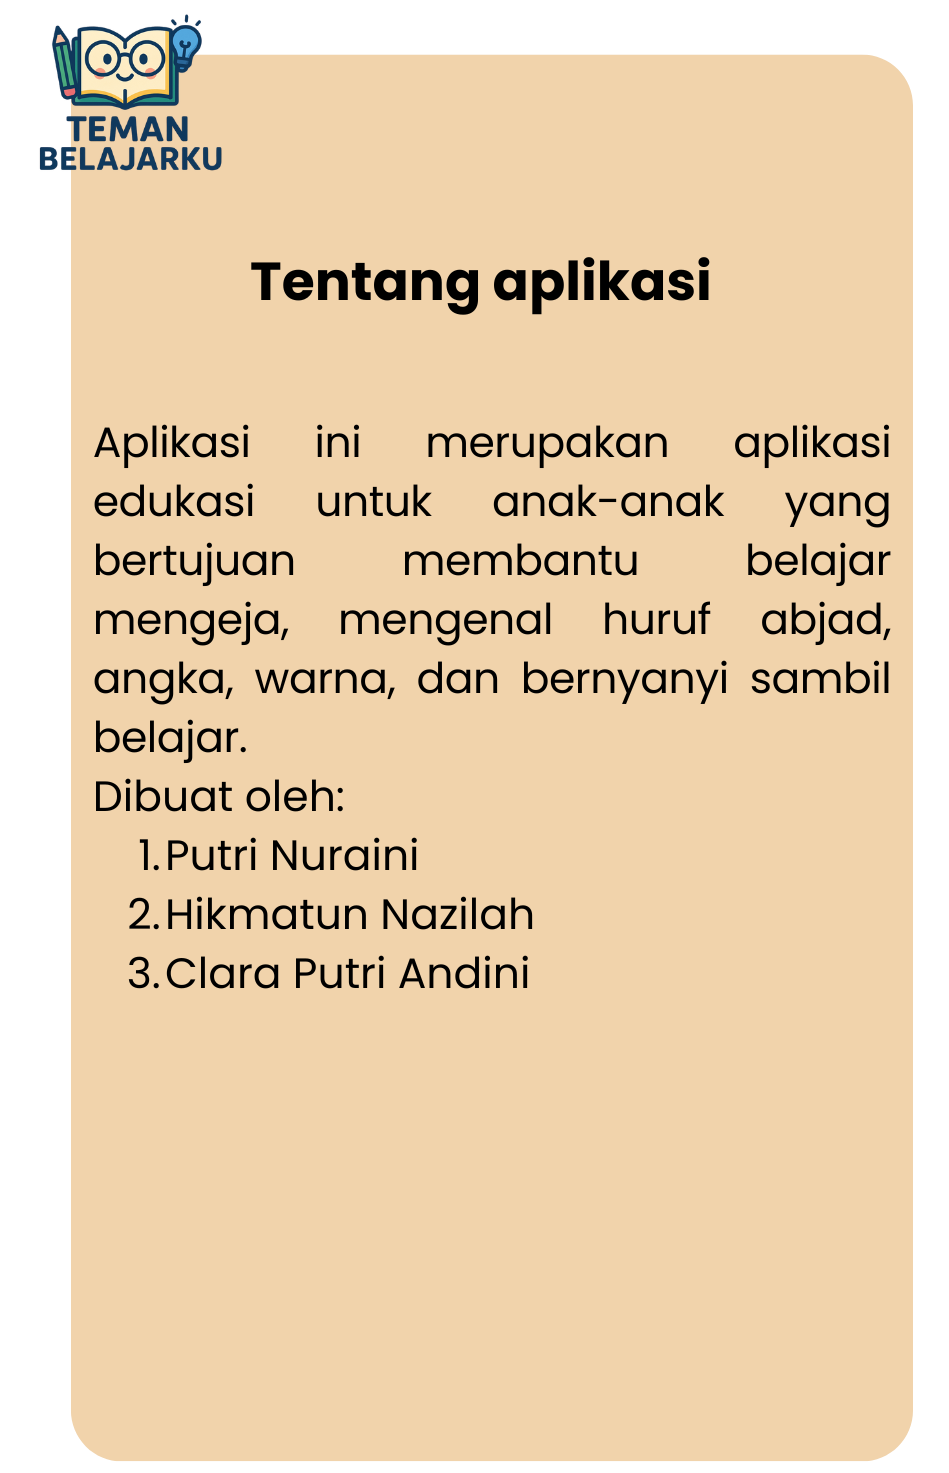 TEMAN
BELAJARKU
Tentang aplikasi
Aplikasi ini merupakan aplikasi
edukasi untuk anak-anak yang
bertujuan membantu belajar
mengeja, mengenal huruf abjad,
angka, warna, dan bernyanyi sambil
belajar.
Dibuat oleh:
1. Putri Nuraini
2. Hikmatun Nazilah
3. Clara Putri Andini